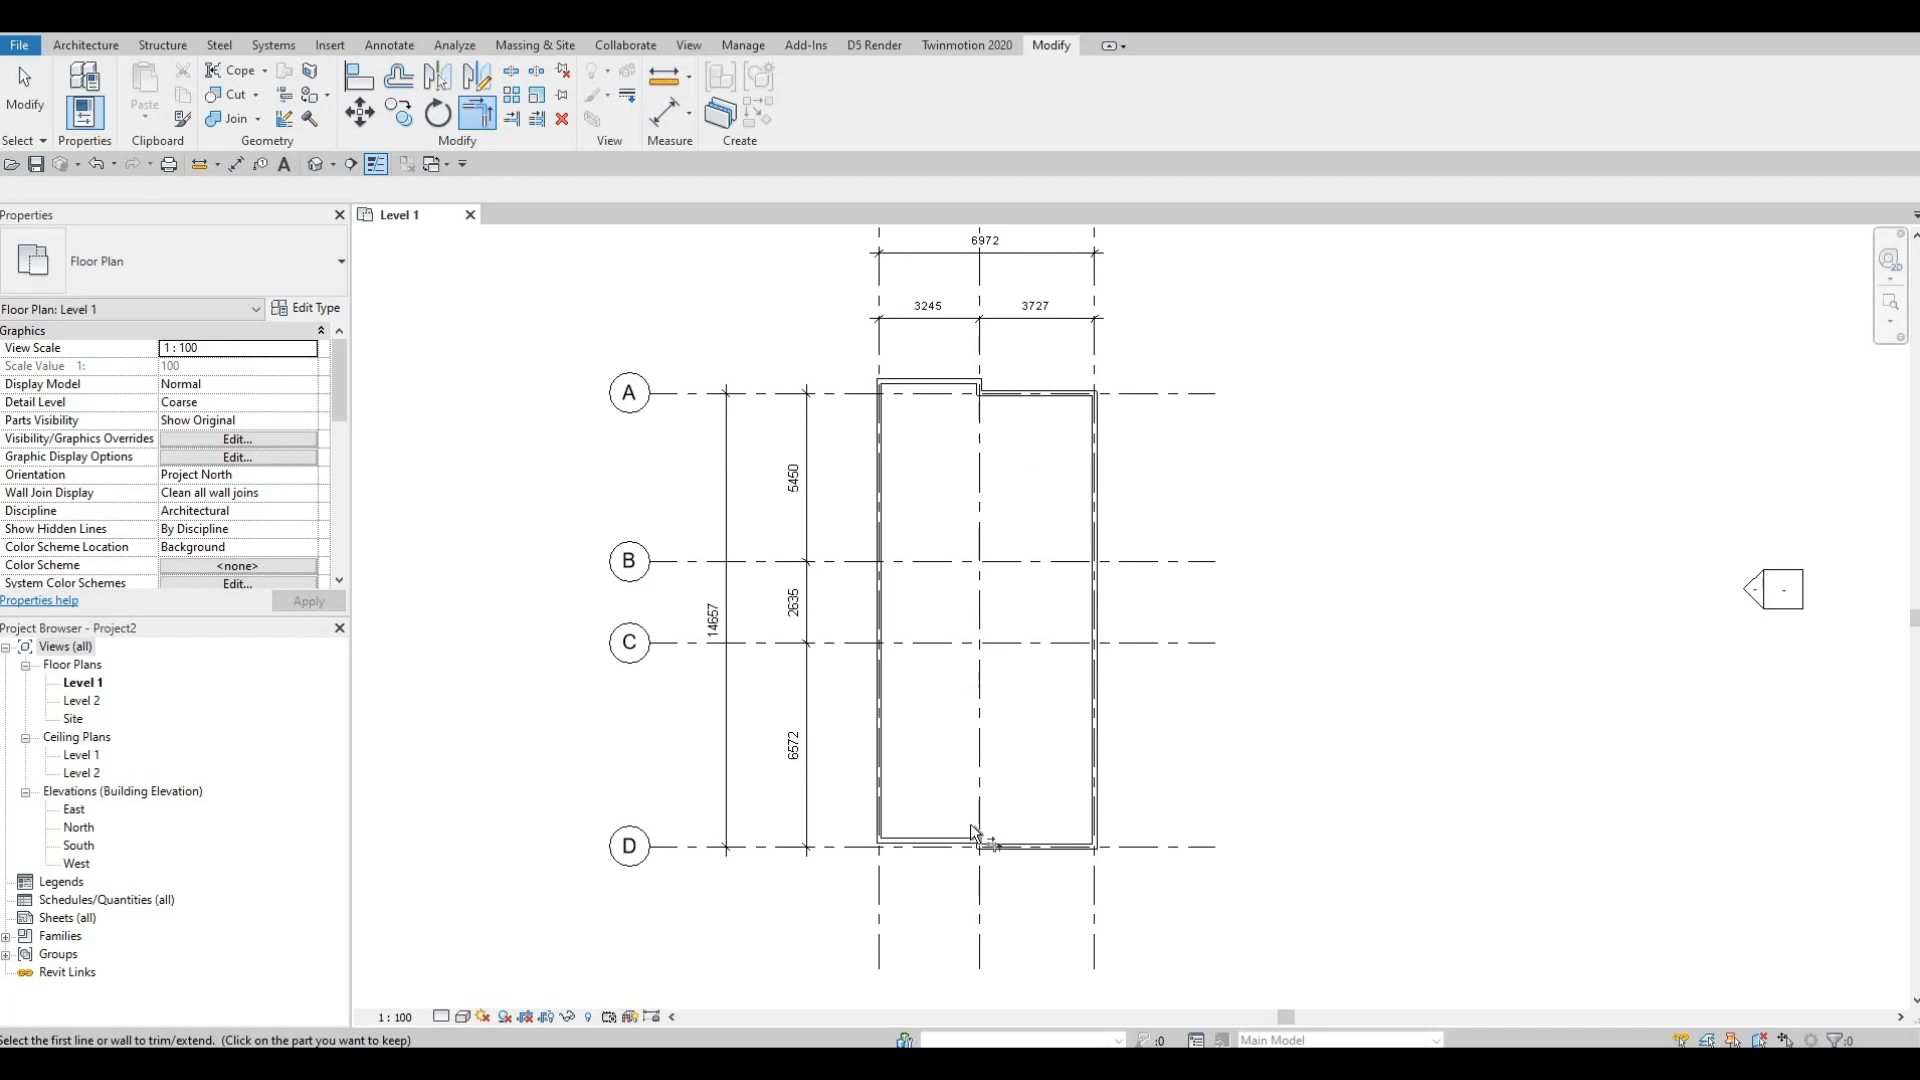 File Architecture Structure Steel Systems Insert Annotate Analyze Massing & Site Collaborate View Manage Add-Ins D5 Render Twinmotion 2020 Modify
Modify
Paste
Cope
Cut
Join
Select Properties Clipboard Geometry Modify View Measure Create
Properties
Level 1
Floor Plan
Floor Plan: Level 1
Edit Type
Graphics
View Scale 1 : 100
Scale Value 1: 100
Display Model Normal
Detail Level Coarse
Parts Visibility Show Original
Visibility/Graphics Overrides Edit...
Graphic Display Options Edit...
Orientation Project North
Wall Join Display Clean all wall joins
Discipline Architectural
Show Hidden Lines By Discipline
Color Scheme Location Background
Color Scheme <none>
System Color Schemes Edit...
Properties help
Apply
Project Browser - Project2
Views (all)
Floor Plans
Level 1
Level 2
Site
Ceiling Plans
Level 1
Level 2
Elevations (Building Elevation)
East
North
South
West
Legends
Schedules/Quantities (all)
Sheets (all)
Families
Groups
Revit Links
6972
3245 3727
A
5450
B
2635
14657
C
6572
D
2D
1 : 100
Select the first line or wall to trim/extend. (Click on the part you want to keep)
:0
Main Model
:0